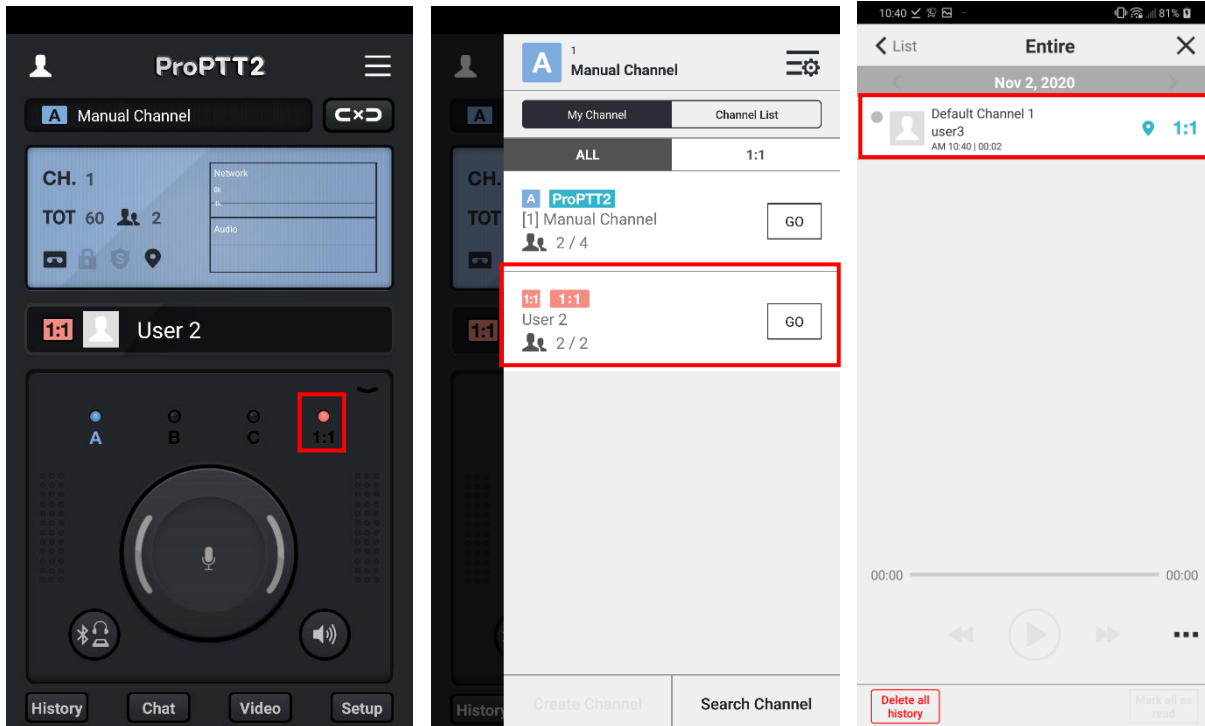 ProPTT2
A Manual Channel
CH. 1
TOT 60 2
Network
Audio
S
1:1 User 2
A B C 1:1
History Chat Video Setup
A 1
Manual Channel
My Channel Channel List
ALL 1:1
A ProPTT2
[1] Manual Channel
2 / 4
GO
1:1 1:1
User 2
2 / 2
GO
A
CH.
TOT
1:1
History
Create Channel Search Channel
10:40 81%
List Entire
Nov 2, 2020
Default Channel 1
user3
AM 10:40 | 00:02
1:1
00:00 00:00
Delete all
history
Mark all as
read